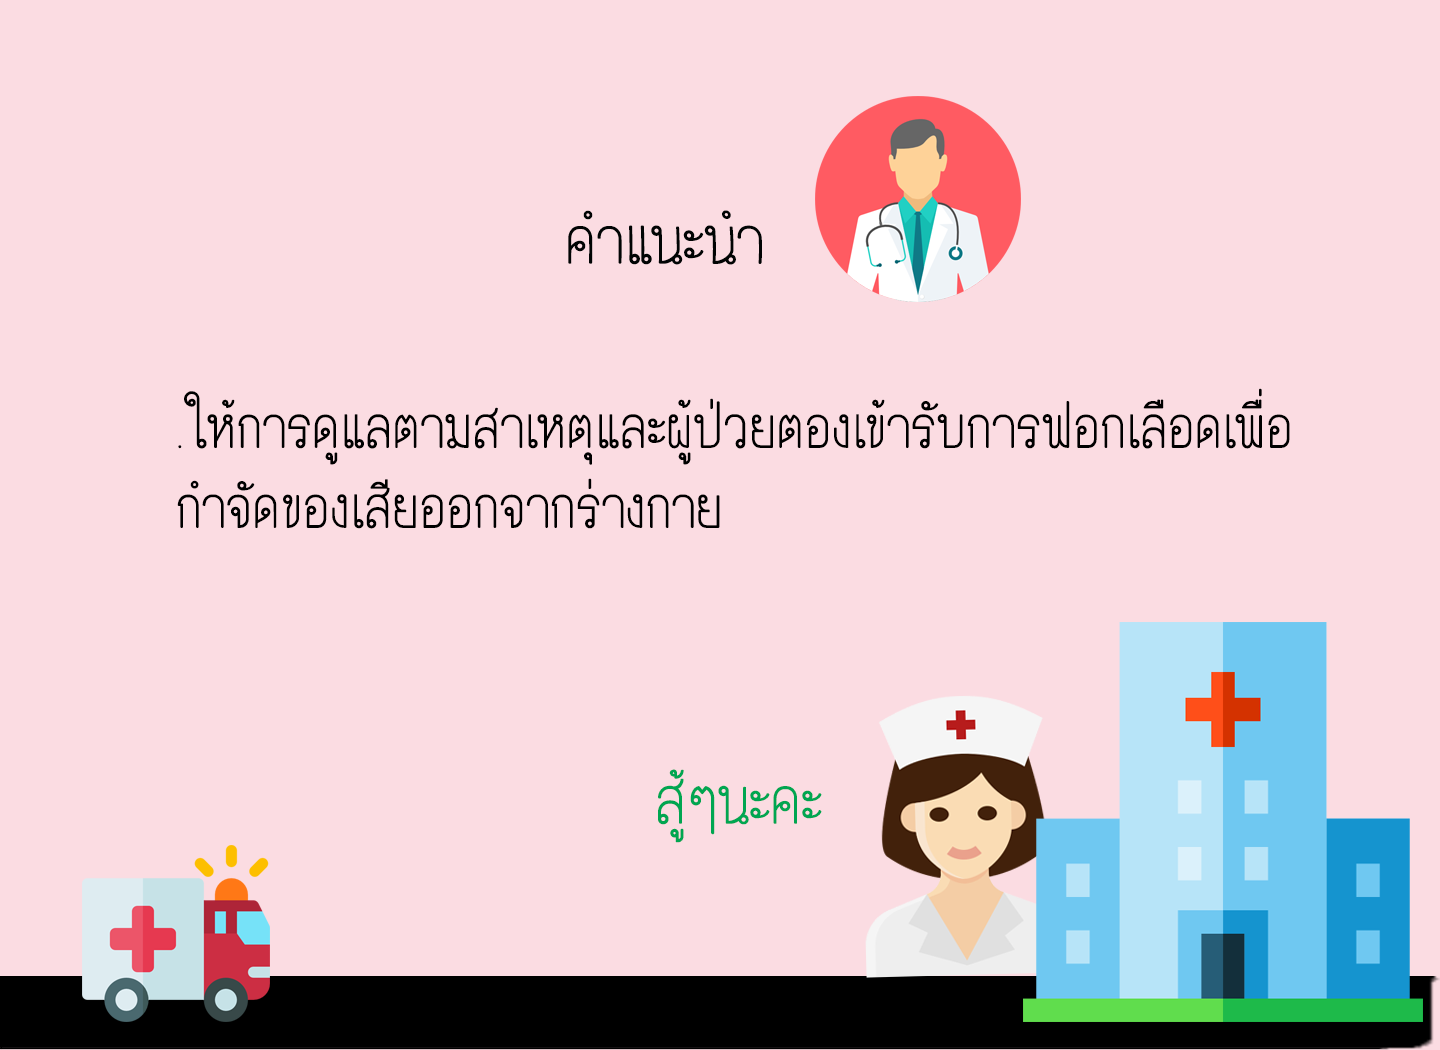 คำแนะนำ
.ให้การดูแลตามสาเหตุและผู้ป่วยตองเข้ารับการฟอกเลือดเพื่อ
กำจัดของเสียออกจากร่างกาย
สู้ๆนะคะ